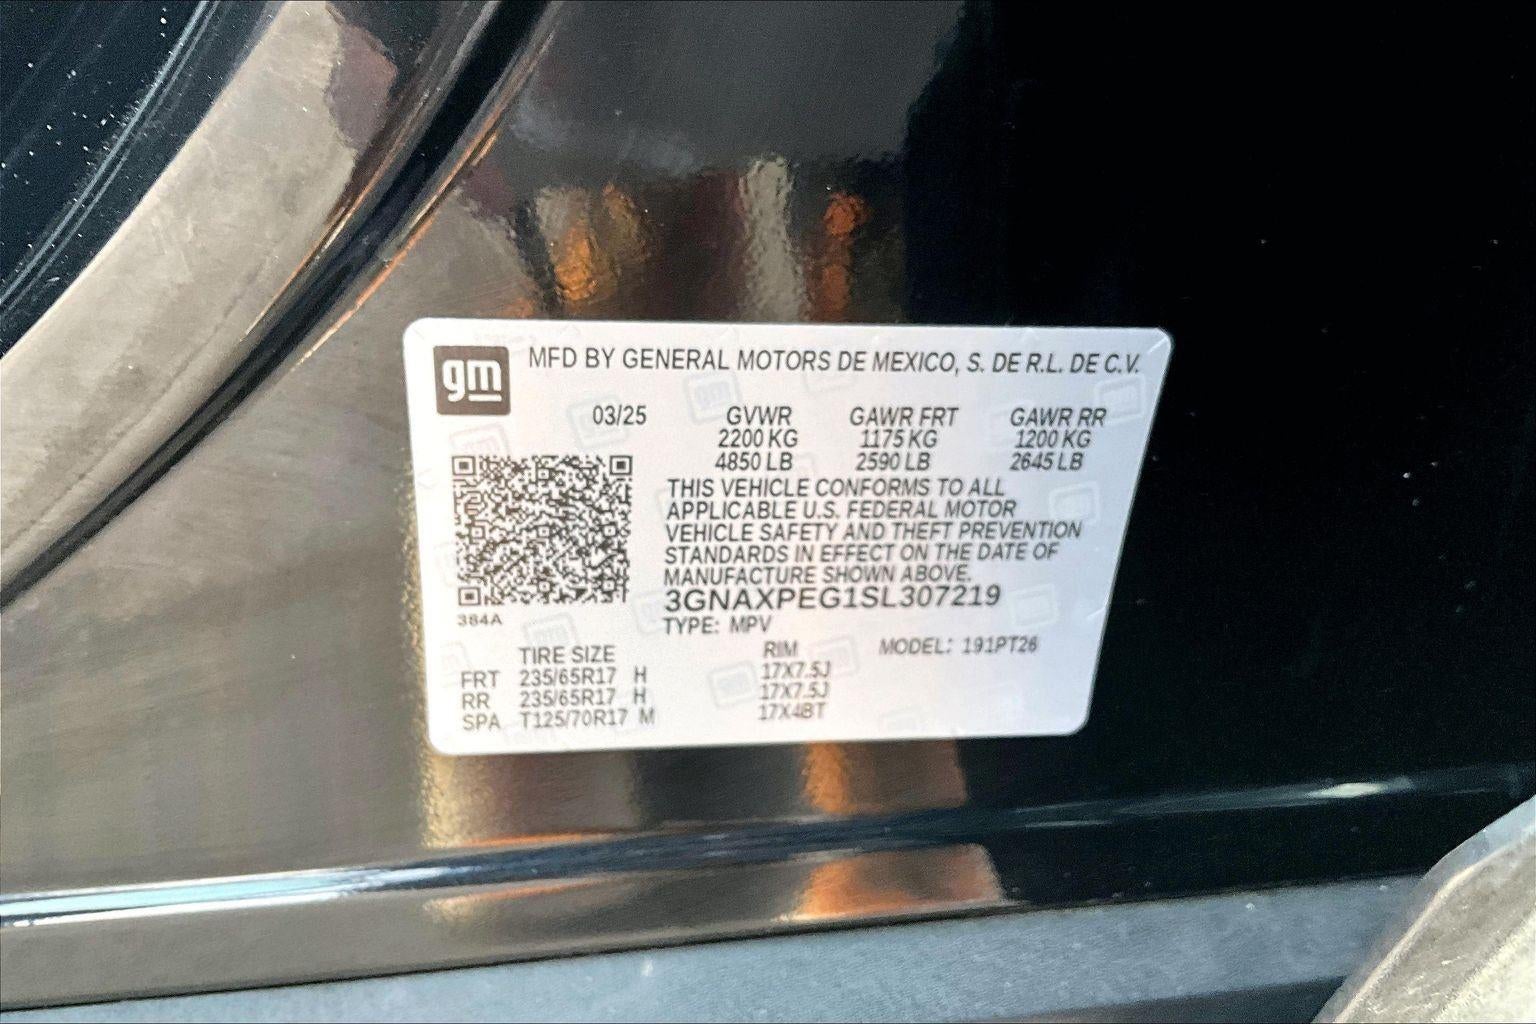 gm
MFD BY GENERAL MOTORS DE MEXICO, S. DE R.L. DE C.V.
03/25 GVWR GAWR FRT GAWR RR
2200 KG 1175 KG 1200 KG
4850 LB 2590 LB 2645 LB
THIS VEHICLE CONFORMS TO ALL
APPLICABLE U.S. FEDERAL MOTOR
VEHICLE SAFETY AND THEFT PREVENTION
STANDARDS IN EFFECT ON THE DATE OF
MANUFACTURE SHOWN ABOVE.
3GNAXPEG1SL307219
384A
TYPE: MPV
TIRE SIZE RIM MODEL: 191PT26
FRT 235/65R17 H 17X7.5J
RR 235/65R17 H 17X7.5J
SPA T125/70R17 M 17X4BT